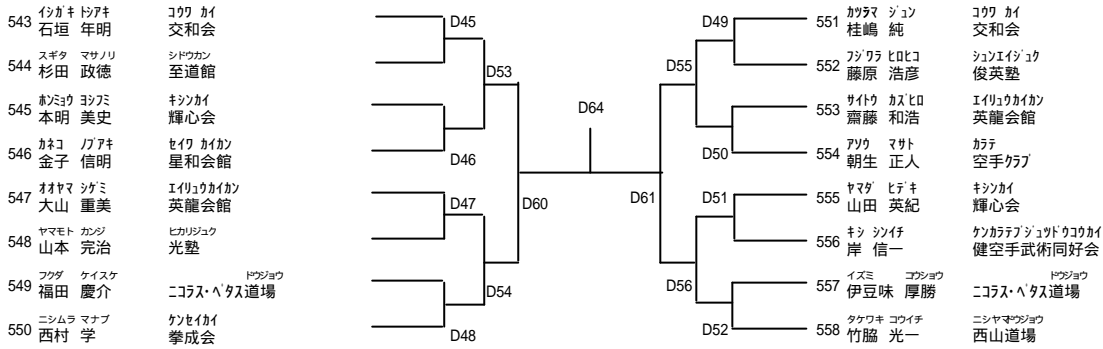 イシガキ トシアキ コウワ カイ
543 石垣 年明 交和会
スギタ マサノリ シドウカン
544 杉田 政徳 至道館
ホンミョウ ヨシフミ キシンカイ
545 本明 美史 輝心会
カネコ ノブアキ セイワ カイカン
546 金子 信明 星和会館
オオヤマ シゲミ エイリュウカイカン
547 大山 重美 英龍会館
ヤマモト カンジ ヒカリジュク
548 山本 完治 光塾
フクダ ケイスケ ドウジョウ
549 福田 慶介 ニコラス・ペタス道場
ニシムラ マナブ ケンセイカイ
550 西村 学 拳成会
D45
D53
D46
D47
D60
D54
D48
D64
D49
D55
D50
D61
D51
D56
D52
カツラマ ジュン コウワ カイ
551 桂嶋 純 交和会
フジワラ ヒロヒコ シュンエイジュク
552 藤原 浩彦 俊英塾
サイトウ カズヒロ エイリュウカイカン
553 齋藤 和浩 英龍会館
アソウ マサト カラテ
554 朝生 正人 空手クラブ
ヤマダ ヒデキ キシンカイ
555 山田 英紀 輝心会
キシ シンイチ ケンカラテブジュツドウコウカイ
556 岸 信一 健空手武術同好会
イズミ コウショウ ドウジョウ
557 伊豆味 厚勝 ニコラス・ペタス道場
タケワキ コウイチ ニシヤマドウジョウ
558 竹脇 光一 西山道場